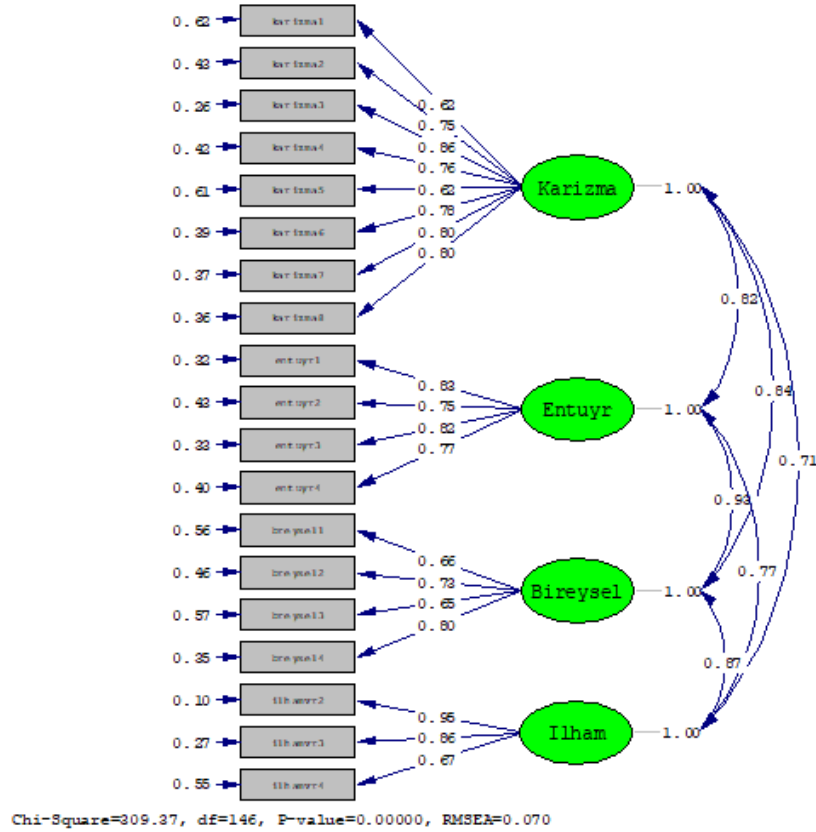 0.62 karizma1
0.43 karizma2
0.26 karizma3
0.42 karizma4
0.61 karizma5
0.39 karizma6
0.37 karizma7
0.36 karizma8
0.32 entuyr1
0.43 entuyr2
0.33 entuyr3
0.40 entuyr4
0.56 breysel1
0.46 breysel2
0.57 breysel3
0.35 breysel4
0.10 ilhamvr2
0.27 ilhamvr3
0.55 ilhamvr4
0.62
0.75
0.86
0.76
0.62
0.78
0.80
0.80
0.83
0.75
0.82
0.77
0.66
0.73
0.65
0.80
0.95
0.86
0.67
Karizma 1.00
Entuyr 1.00
Bireysel 1.00
Ilham 1.00
0.82
0.84
0.71
0.93
0.77
0.87
Chi-Square=309.37, df=146, P-value=0.00000, RMSEA=0.070